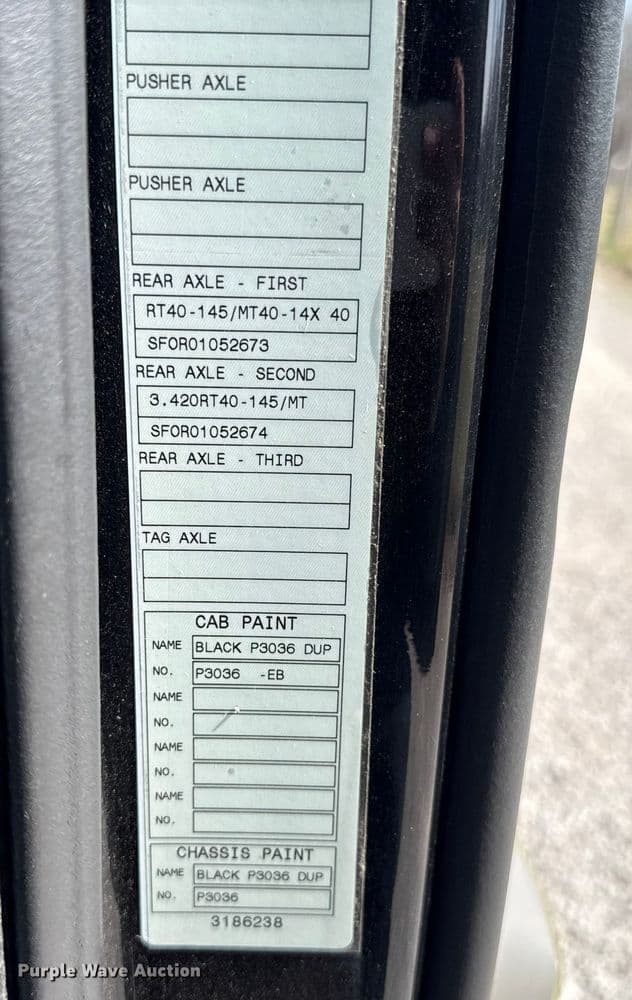 PUSHER AXLE
PUSHER AXLE
REAR AXLE - FIRST
RT40-145/MT40-14X 40
SFOR01052673
REAR AXLE - SECOND
3.420RT40-145/MT
SFOR01052674
REAR AXLE - THIRD
TAG AXLE
CAB PAINT
NAME BLACK P3036 DUP
NO. P3036 -EB
NAME
NO.
NAME
NO.
NAME
NO.
CHASSIS PAINT
NAME BLACK P3036 DUP
NO. P3036
3186238
Purple Wave Auction